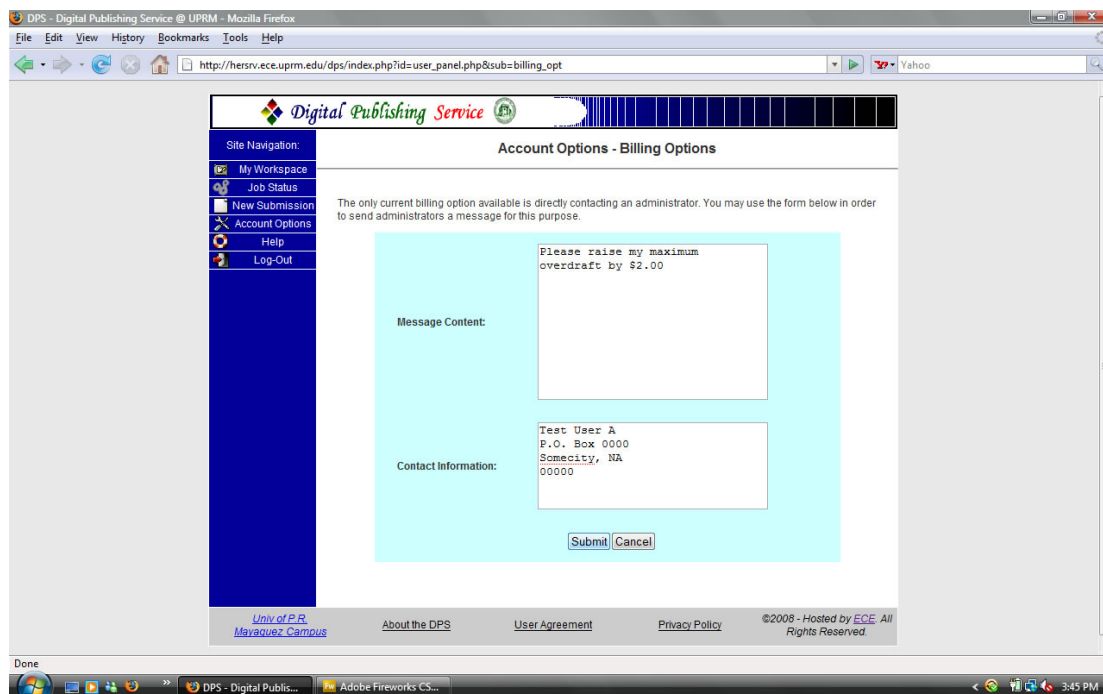 DPS - Digital Publishing Service @ UPRM - Mozilla Firefox
File Edit View History Bookmarks Tools Help
http://hersrv.ece.uprm.edu/dps/index.php?id=user_panel.php&sub=billing_opt
Yahoo
Digital Publishing Service
Site Navigation:
My Workspace
Job Status
New Submission
Account Options
Help
Log-Out
Account Options - Billing Options
The only current billing option available is directly contacting an administrator. You may use the form below in order
to send administrators a message for this purpose.
Message Content:
Please raise my maximum
overdraft by $2.00
Contact Information:
Test User A
P.O. Box 0000
Somecity, NA
00000
Submit Cancel
Univ of P.R.
Mayaguez Campus
About the DPS
User Agreement
Privacy Policy
©2008 - Hosted by ECE. All
Rights Reserved.
Done
DPS - Digital Publis...
Adobe Fireworks CS...
3:45 PM